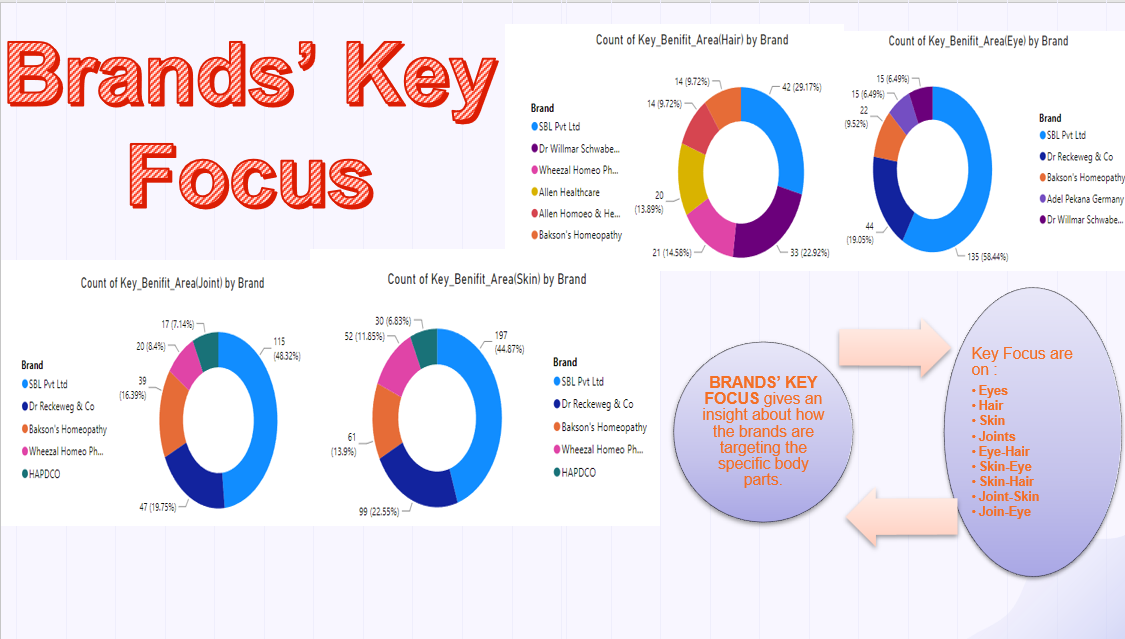 Brands’ Key
Focus
Count of Key_Benifit_Area(Hair) by Brand
14 (9.72%)
42 (29.17%)
14 (9.72%)
20
(13.89%)
21 (14.58%)
33 (22.92%)
Brand
SBL Pvt Ltd
Dr Willmar Schwabe...
Wheezal Homeo Ph...
Allen Healthcare
Allen Homoeo & He...
Bakson's Homeopathy
Count of Key_Benifit_Area(Eye) by Brand
15 (6.49%)
15 (6.49%)
22
(9.52%)
44
(19.05%)
135 (58.44%)
Brand
SBL Pvt Ltd
Dr Reckeweg & Co
Bakson's Homeopathy
Adel Pekana Germany
Dr Willmar Schwabe...
Count of Key_Benifit_Area(Joint) by Brand
17 (7.14%)
115
(48.32%)
20 (8.4%)
39
(16.39%)
47 (19.75%)
Brand
SBL Pvt Ltd
Dr Reckeweg & Co
Bakson's Homeopathy
Wheezal Homeo Ph...
HAPDCO
Count of Key_Benifit_Area(Skin) by Brand
30 (6.83%)
197
(44.87%)
52 (11.85%)
61
(13.9%)
99 (22.55%)
Brand
SBL Pvt Ltd
Dr Reckeweg & Co
Bakson's Homeopathy
Wheezal Homeo Ph...
HAPDCO
BRANDS’ KEY
FOCUS gives an
insight about how
the brands are
targeting the
specific body
parts.
Key Focus are
on :
• Eyes
• Hair
• Skin
• Joints
• Eye-Hair
• Skin-Eye
• Skin-Hair
• Joint-Skin
• Join-Eye